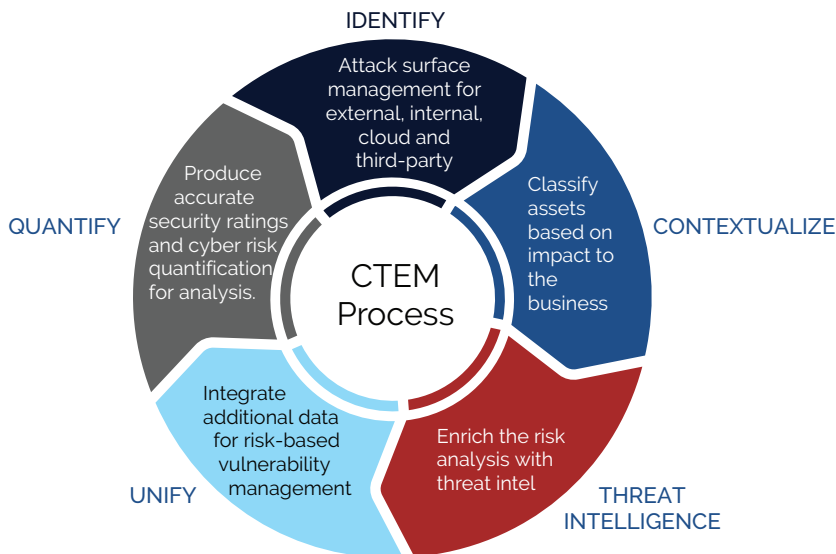 IDENTIFY
Attack surface
management for
external, internal,
cloud and
third-party
CONTEXTUALIZE
Classify
assets
based on
impact to
the
business
THREAT
INTELLIGENCE
Enrich the risk
analysis with
threat intel
UNIFY
Integrate
additional data
for risk-based
vulnerability
management
QUANTIFY
Produce
accurate
security ratings
and cyber risk
quantification
for analysis.
CTEM
Process